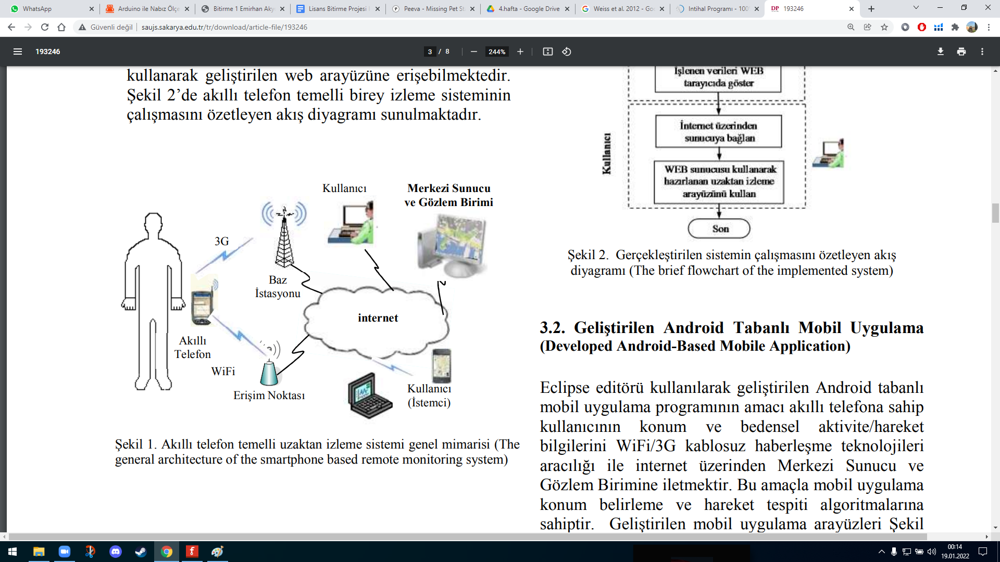 WhatsApp
Arduino ile Nabız Ölçe
Bitirme 1 Emirhan Aky
Lisans Bitirme Projesi
Peeva - Missing Pet St
4.hafta - Google Drive
Weiss et al. 2012 - Go
Intihal Programı - 100
193246
Güvenli değil
saujs.sakarya.edu.tr/tr/download/article-file/193246
193246
3 / 8
244%
kullanarak geliştirilen web arayüzüne erişebilmektedir.
Şekil 2’de akıllı telefon temelli birey izleme sisteminin
çalışmasını özetleyen akış diyagramı sunulmaktadır.
Kullanıcı
Merkezi Sunucu
ve Gözlem Birimi
3G
Baz
İstasyonu
internet
Akıllı
Telefon
WiFi
Erişim Noktası
Kullanıcı
(İstemci)
Şekil 1. Akıllı telefon temelli uzaktan izleme sistemi genel mimarisi (The
general architecture of the smartphone based remote monitoring system)
İşlenen verileri WEB
tarayıcıda göster
Kullanıcı
İnternet üzerinden
sunucuya bağlan
WEB sunucusu kullanarak
hazırlanan uzaktan izleme
arayüzünü kullan
Son
Şekil 2. Gerçekleştirilen sistemin çalışmasını özetleyen akış
diyagramı (The brief flowchart of the implemented system)
3.2. Geliştirilen Android Tabanlı Mobil Uygulama
(Developed Android-Based Mobile Application)
Eclipse editörü kullanılarak geliştirilen Android tabanlı
mobil uygulama programının amacı akıllı telefona sahip
kullanıcının konum ve bedensel aktivite/hareket
bilgilerini WiFi/3G kablosuz haberleşme teknolojileri
aracılığı ile internet üzerinden Merkezi Sunucu ve
Gözlem Birimine iletmektir. Bu amaçla mobil uygulama
konum belirleme ve hareket tespiti algoritmalarına
sahiptir. Geliştirilen mobil uygulama arayüzleri Şekil
00:14
19.01.2022